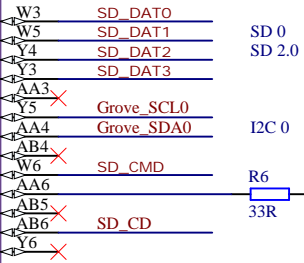 W3 SD_DAT0
W5 SD_DAT1 SD 0
Y4 SD_DAT2 SD 2.0
Y3 SD_DAT3
AA3
Y5 Grove_SCL0
AA4 Grove_SDA0 I2C 0
AB4
W6 SD_CMD
AA6 R6
AB5 33R
AB6 SD_CD
Y6